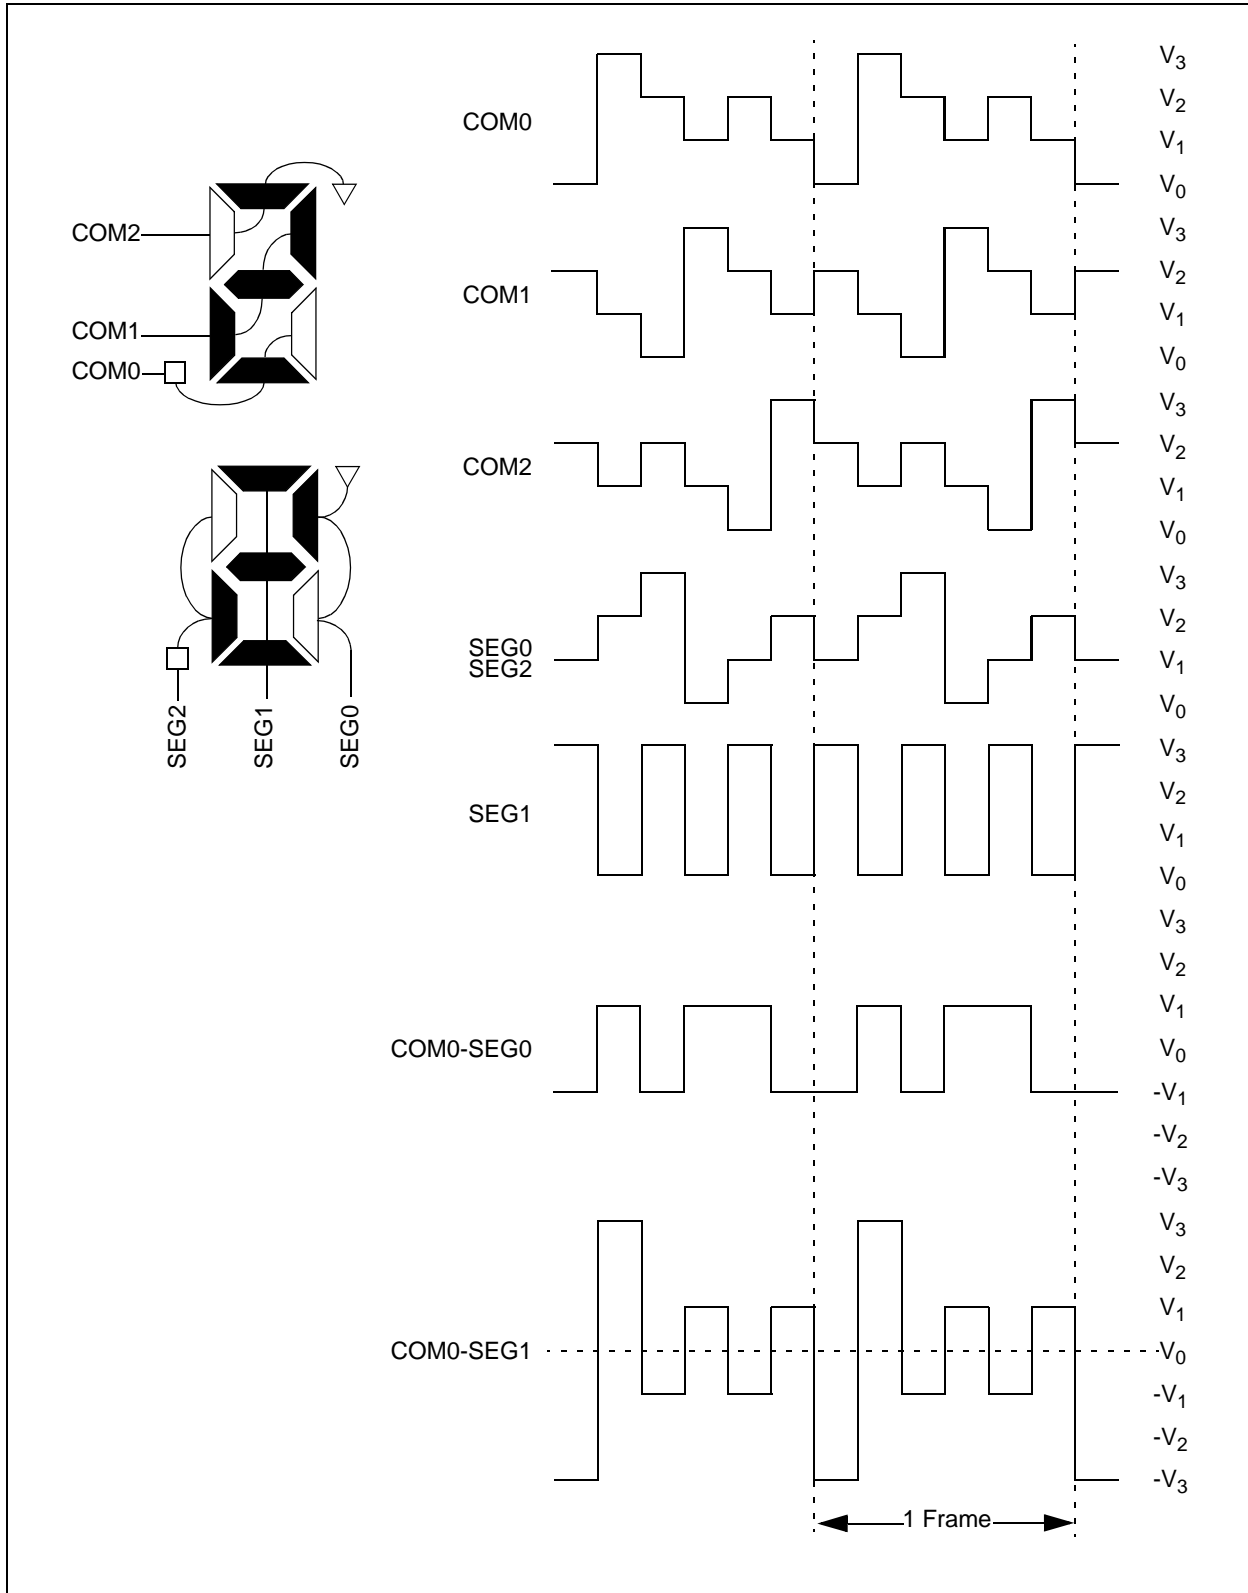 COM2
COM1
COM0
SEG2
SEG1
SEG0
COM0
V3
V2
V1
V0
COM1
V3
V2
V1
V0
COM2
V3
V2
V1
V0
SEG0
SEG2
V3
V2
V1
V0
SEG1
V3
V2
V1
V0
COM0-SEG0
V3
V2
V1
V0
-V1
-V2
-V3
COM0-SEG1
V3
V2
V1
V0
-V1
-V2
-V3
1 Frame